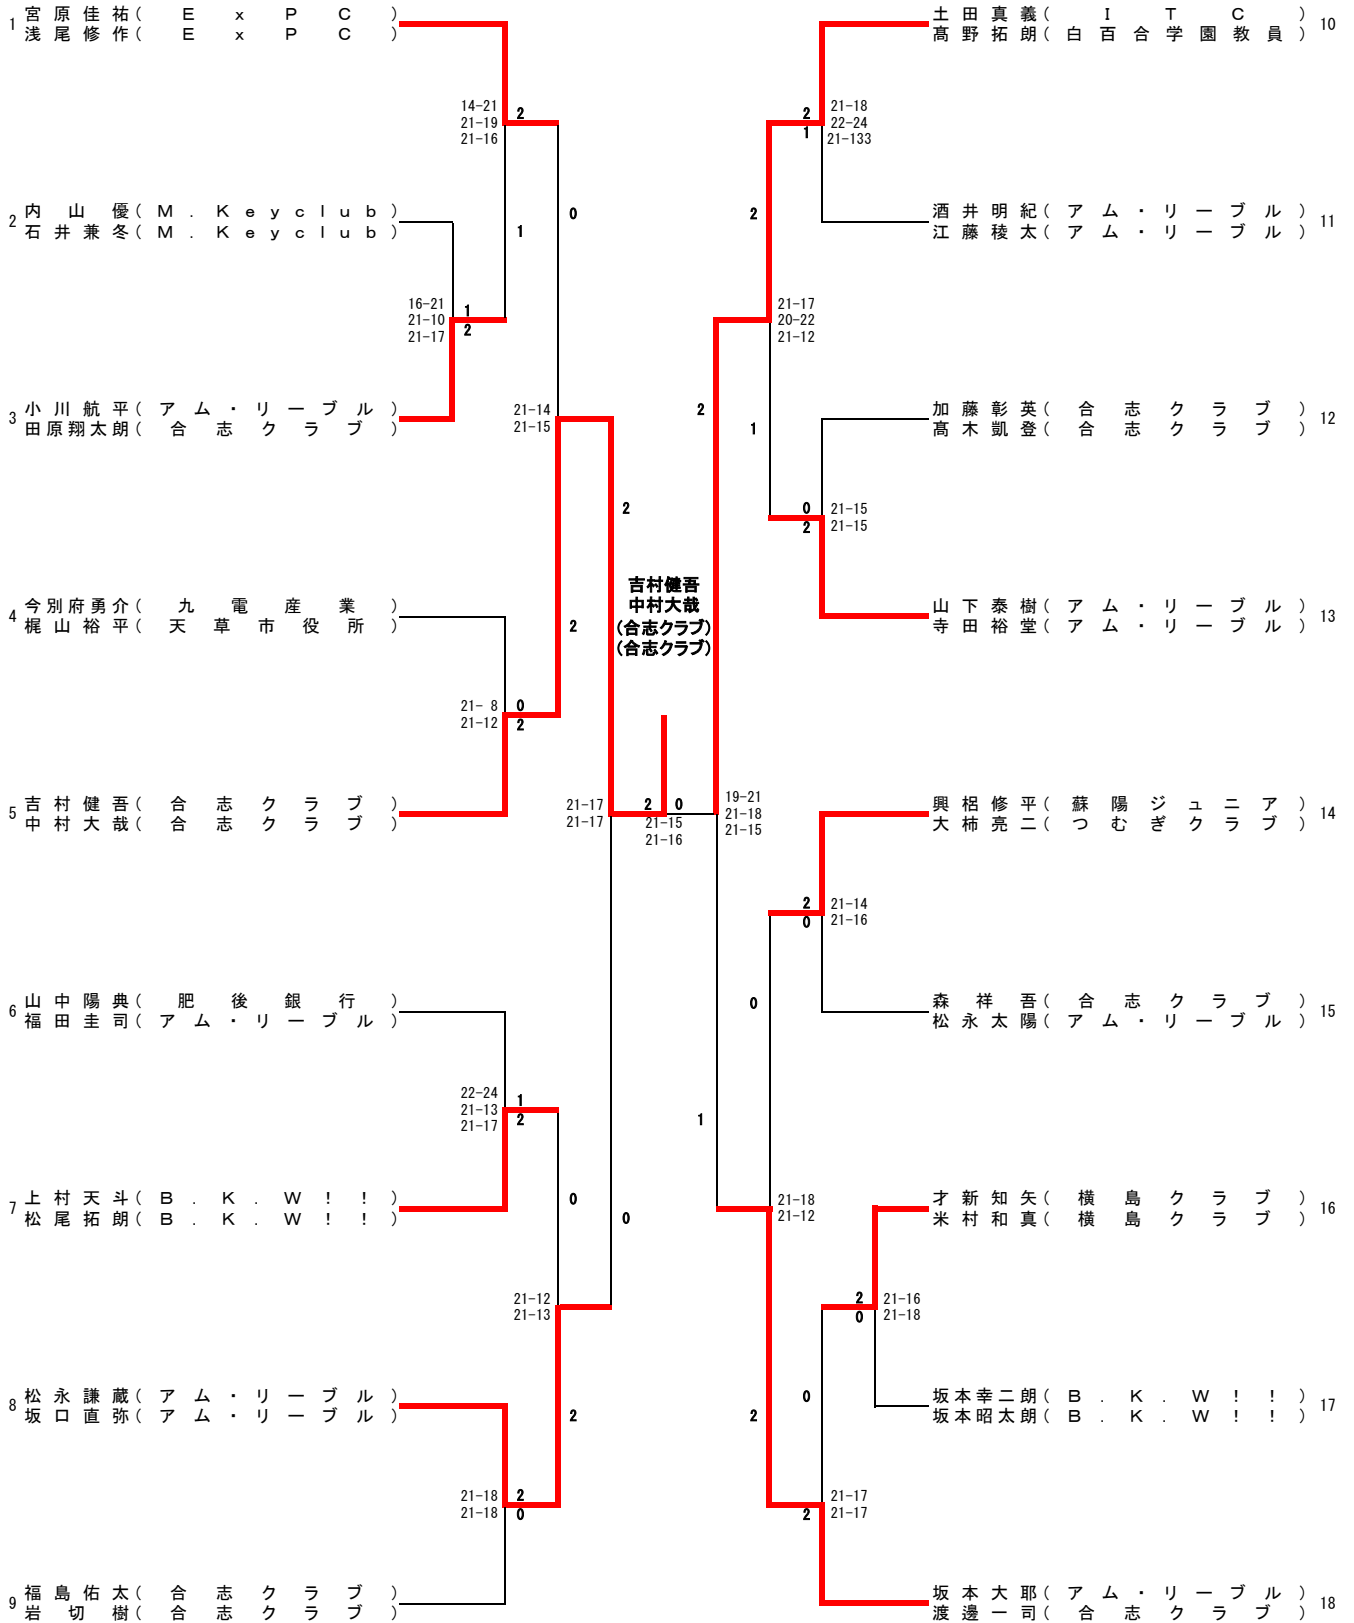 1 宮原佳祐(ExPC)
浅尾修作(ExPC)
14-21
21-19
21-16
2
0
2 内山優(M.Keyclub)
石井兼冬(M.Keyclub)
1
16-21
21-10
21-17
1
2
3 小川航平(アム・リーブル)
田原翔太朗(合志クラブ)
21-14
21-15
2
4 今別府勇介(九電産業)
梶山裕平(天草市役所)
2
21- 8
21-12
0
2
5 吉村健吾(合志クラブ)
中村大哉(合志クラブ)
21-17
21-17
6 山中陽典(肥後銀行)
福田圭司(アム・リーブル)
22-24
21-13
21-17
1
2
7 上村天斗(B.K.W!!)
松尾拓朗(B.K.W!!)
0
0
21-12
21-13
8 松永謙蔵(アム・リーブル)
坂口直弥(アム・リーブル)
2
21-18
21-18
2
0
9 福島佑太(合志クラブ)
岩切樹(合志クラブ)
吉村健吾
中村大哉
(合志クラブ)
(合志クラブ)
2 0
21-15
21-16
土田真義(ITC) 10
髙野拓朗(白百合学園教員)
2
1
21-18
22-24
21-133
2
酒井明紀(アム・リーブル) 11
江藤稜太(アム・リーブル)
21-17
20-22
21-12
2
加藤彰英(合志クラブ) 12
髙木凱登(合志クラブ)
1
0
2
21-15
21-15
山下泰樹(アム・リーブル) 13
寺田裕堂(アム・リーブル)
19-21
21-18
21-15
興梠修平(蘇陽ジュニア) 14
大柿亮二(つむぎクラブ)
2
0
21-14
21-16
0
森祥吾(合志クラブ) 15
松永太陽(アム・リーブル)
1
21-18
21-12
才新知矢(横島クラブ) 16
米村和真(横島クラブ)
2
0
21-16
21-18
0
2
坂本幸二朗(B.K.W!!) 17
坂本昭太朗(B.K.W!!)
21-17
21-17
2
坂本大耶(アム・リーブル) 18
渡邊一司(合志クラブ)